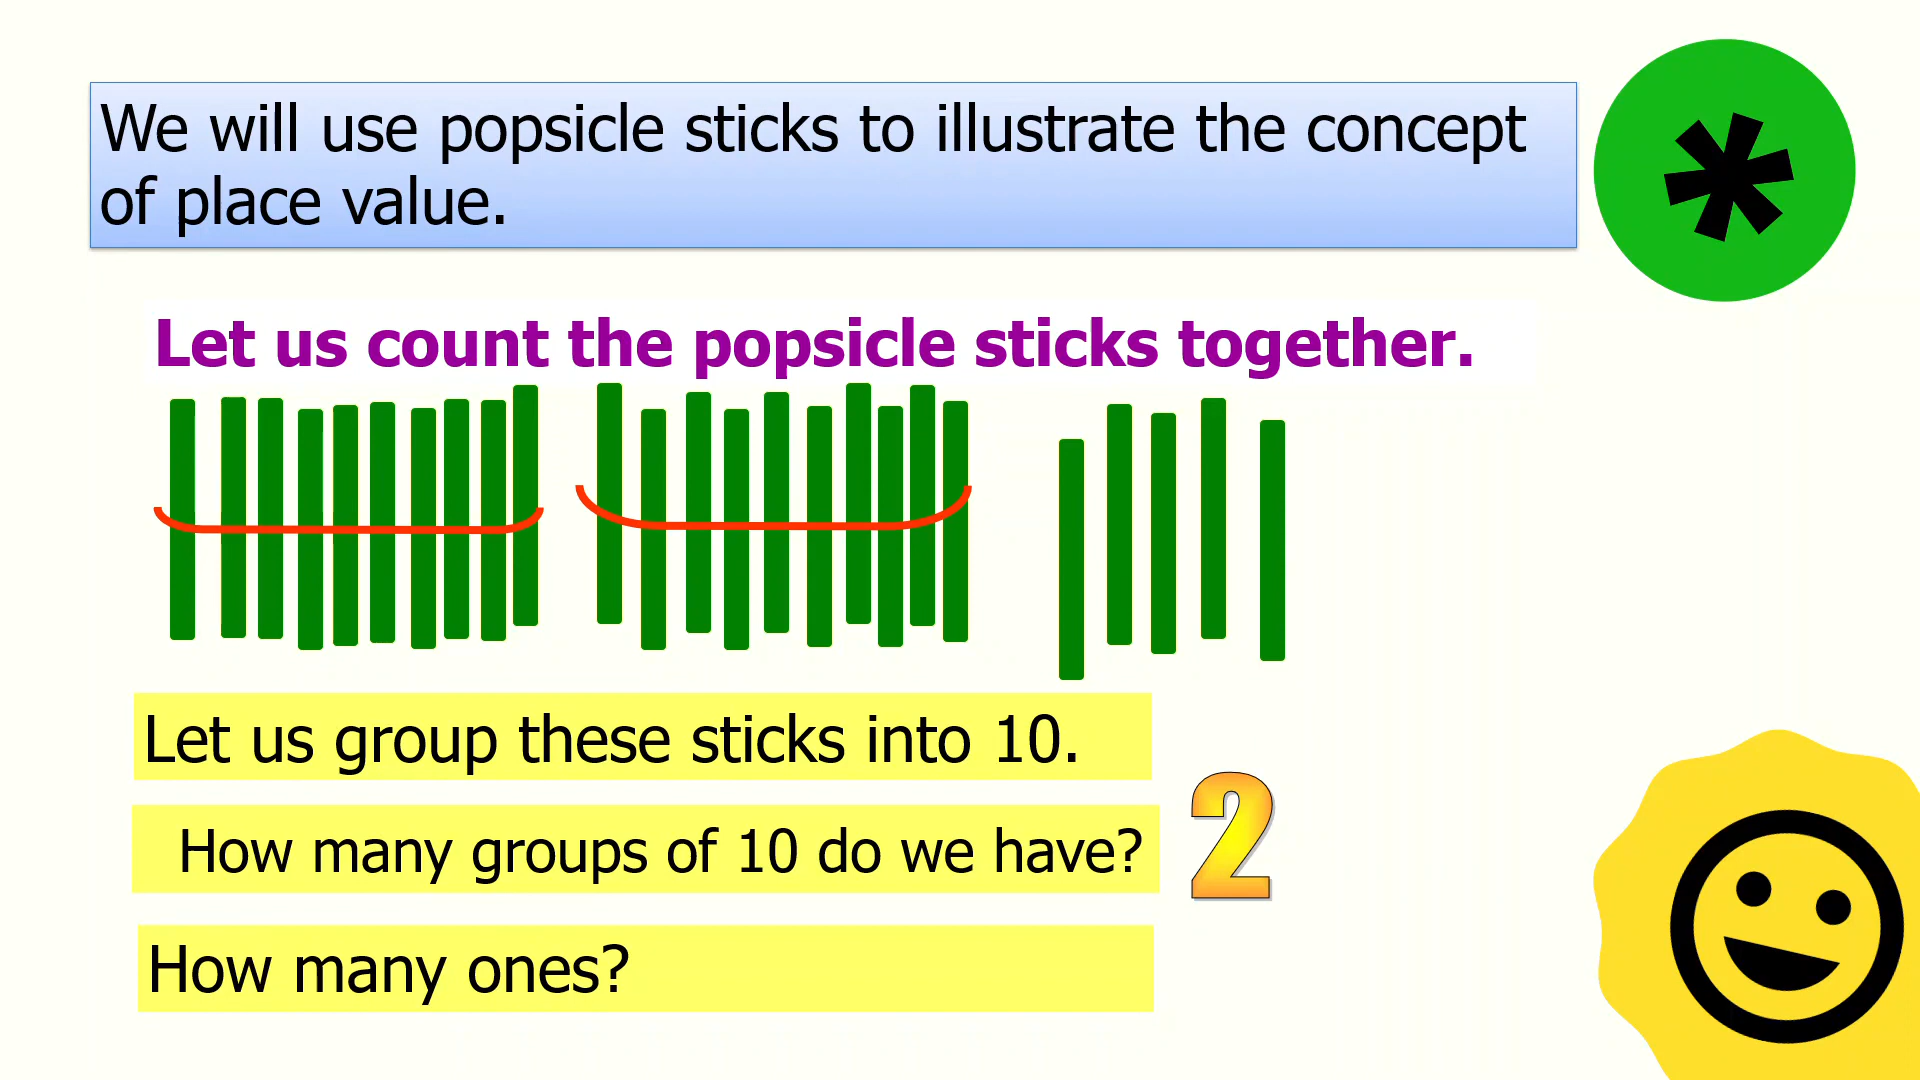 We will use popsicle sticks to illustrate the concept
of place value.
Let us count the popsicle sticks together.
Let us group these sticks into 10.
How many groups of 10 do we have?
2
How many ones?